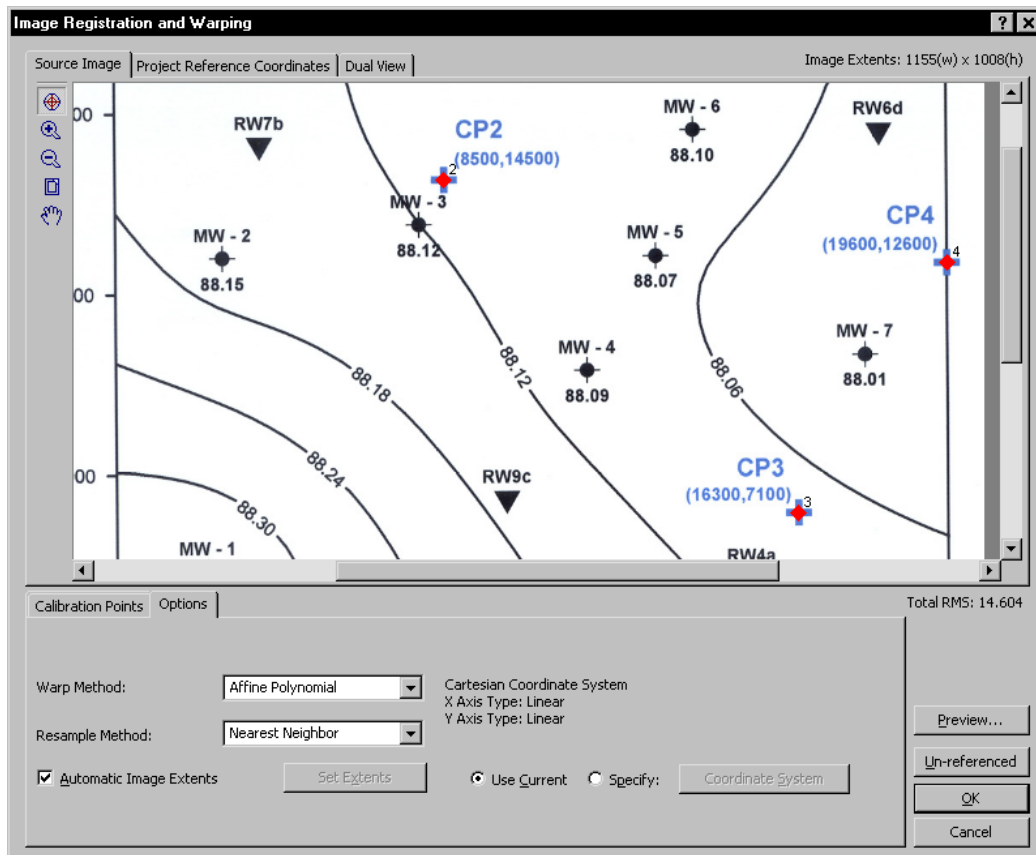 Image Registration and Warping
Source Image
Project Reference Coordinates
Dual View
Image Extents: 1155(w) x 1008(h)
00
RW7b
CP2
(8500,14500)
2
MW - 6
88.10
RW6d
MW - 3
88.12
CP4
(19600,12600)
4
MW - 2
88.15
MW - 5
88.07
00
MW - 7
88.01
MW - 4
88.09
88.12
88.06
88.18
88.24
88.30
00
RW9c
CP3
(16300,7100)
3
MW - 1
RW4a
Calibration Points
Options
Total RMS: 14.604
Warp Method:
Affine Polynomial
Cartesian Coordinate System
X Axis Type: Linear
Y Axis Type: Linear
Resample Method:
Nearest Neighbor
Automatic Image Extents
Set Extents
Use Current
Specify:
Coordinate System
Preview...
Un-referenced
OK
Cancel